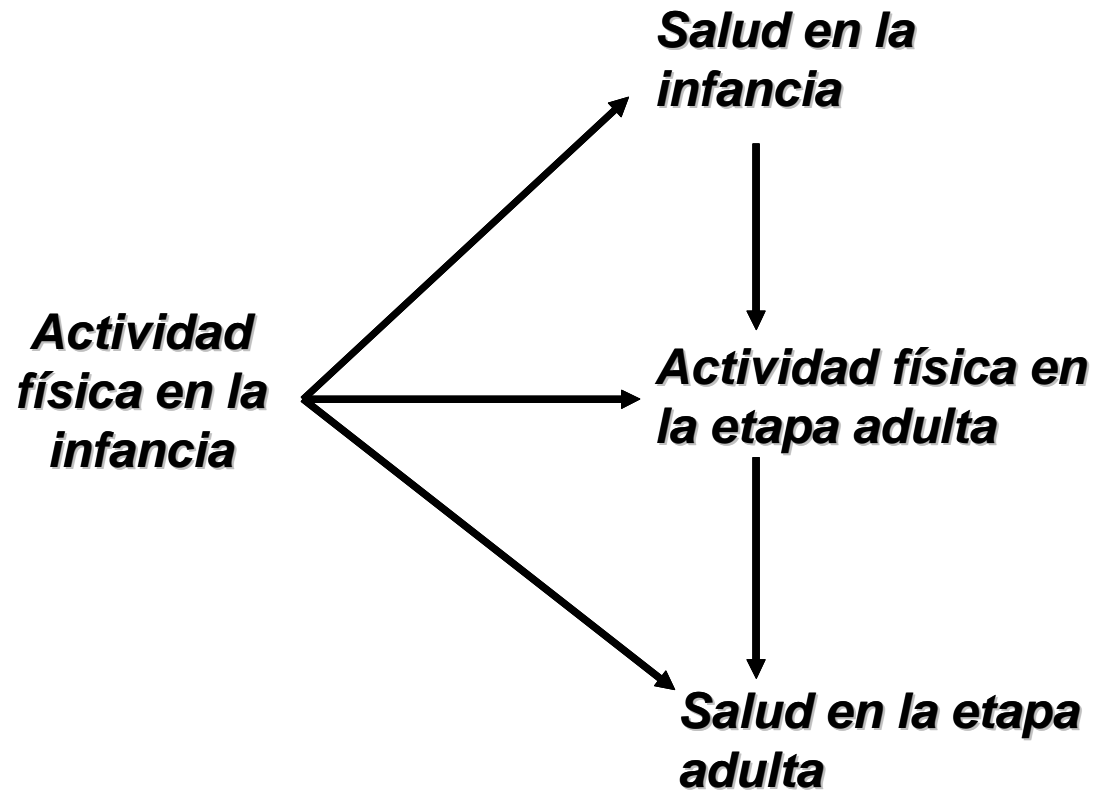 Salud en la
infancia
Actividad
física en la
infancia
Actividad física en
la etapa adulta
Salud en la etapa
adulta